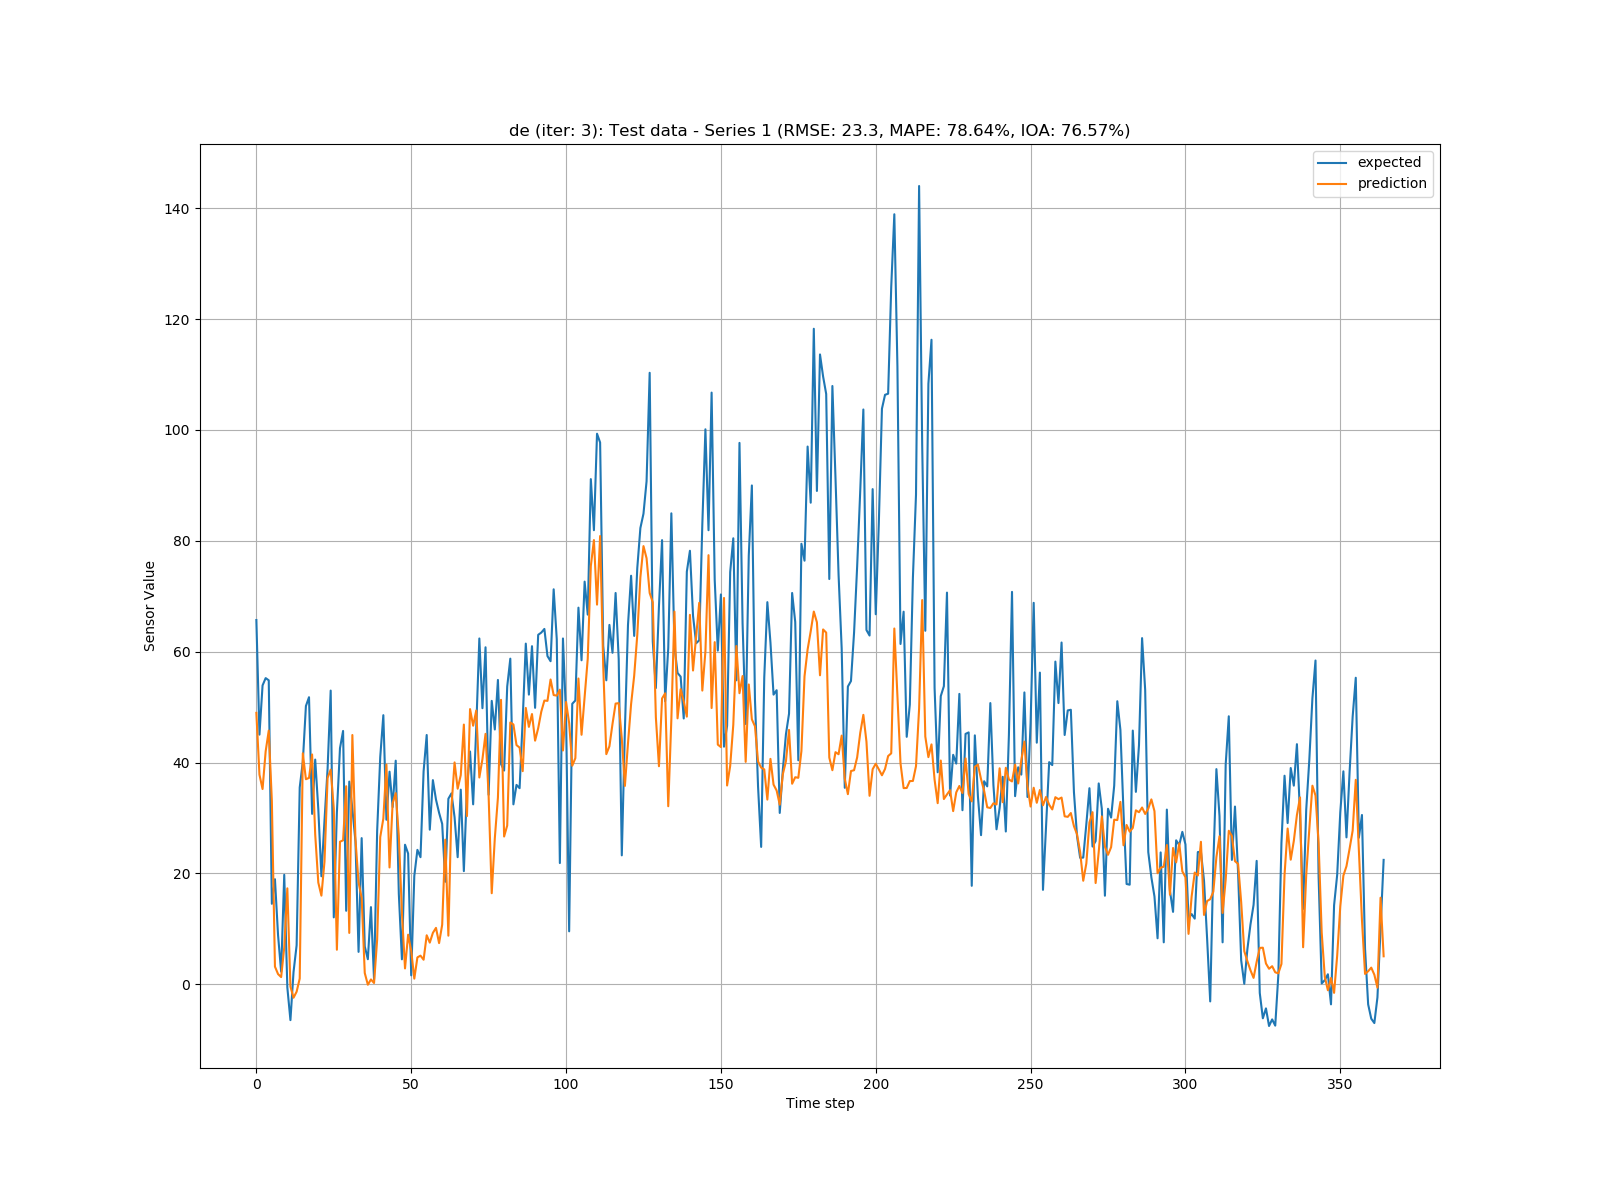 de (iter: 3): Test data - Series 1 (RMSE: 23.3, MAPE: 78.64%, IOA: 76.57%)
expected
prediction
140
120
100
80
60
40
20
0
Sensor Value
0 50 100 150 200 250 300 350
Time step